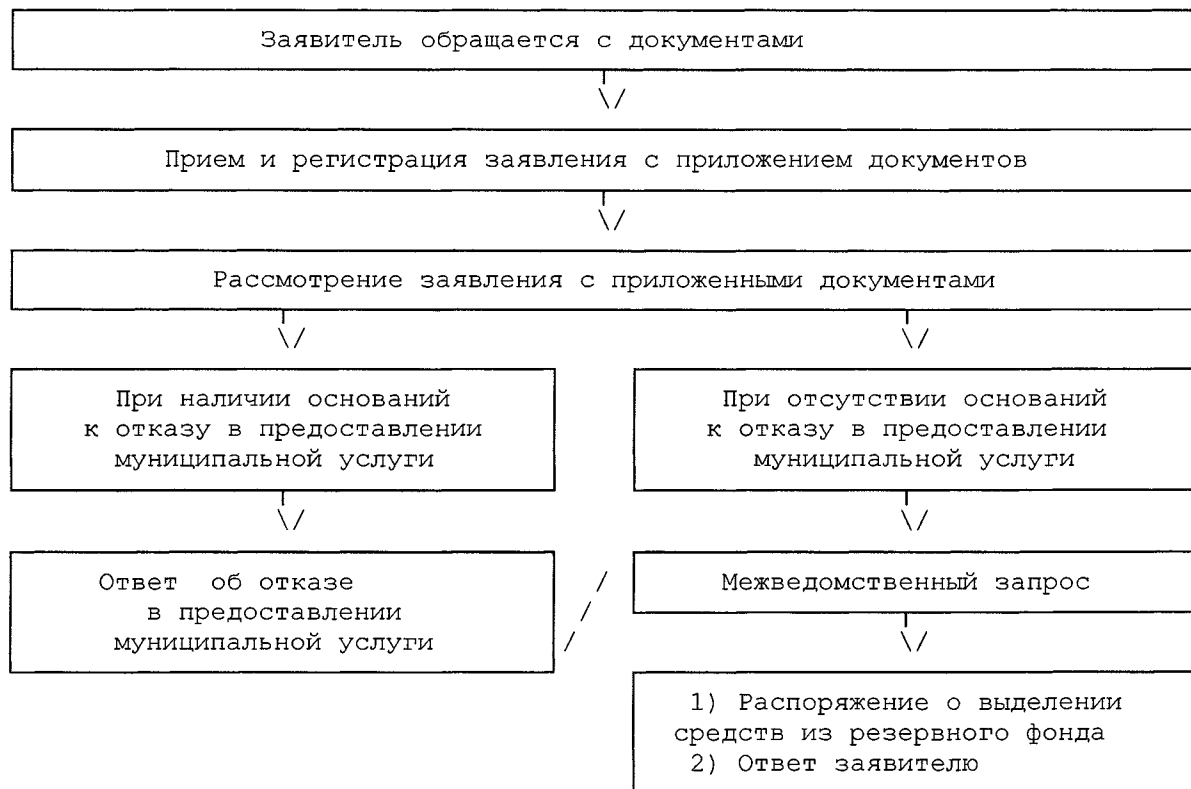 Заявитель обращается с документами
Прием и регистрация заявления с приложением документов
Рассмотрение заявления с приложенными документами
При наличии оснований
к отказу в предоставлении
муниципальной услуги
При отсутствии оснований
к отказу в предоставлении
муниципальной услуги
Ответ об отказе
в предоставлении
муниципальной услуги
Межведомственный запрос
1) Распоряжение о выделении
средств из резервного фонда
2) Ответ заявителю